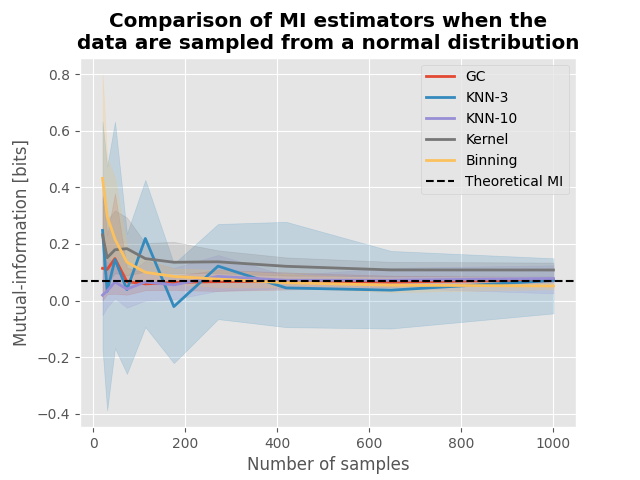 Comparison of MI estimators when the
data are sampled from a normal distribution
0.8
0.6
0.4
0.2
0.0
−0.2
−0.4
Mutual-information [bits]
GC
KNN-3
KNN-10
Kernel
Binning
Theoretical MI
0
200
400
600
800
1000
Number of samples